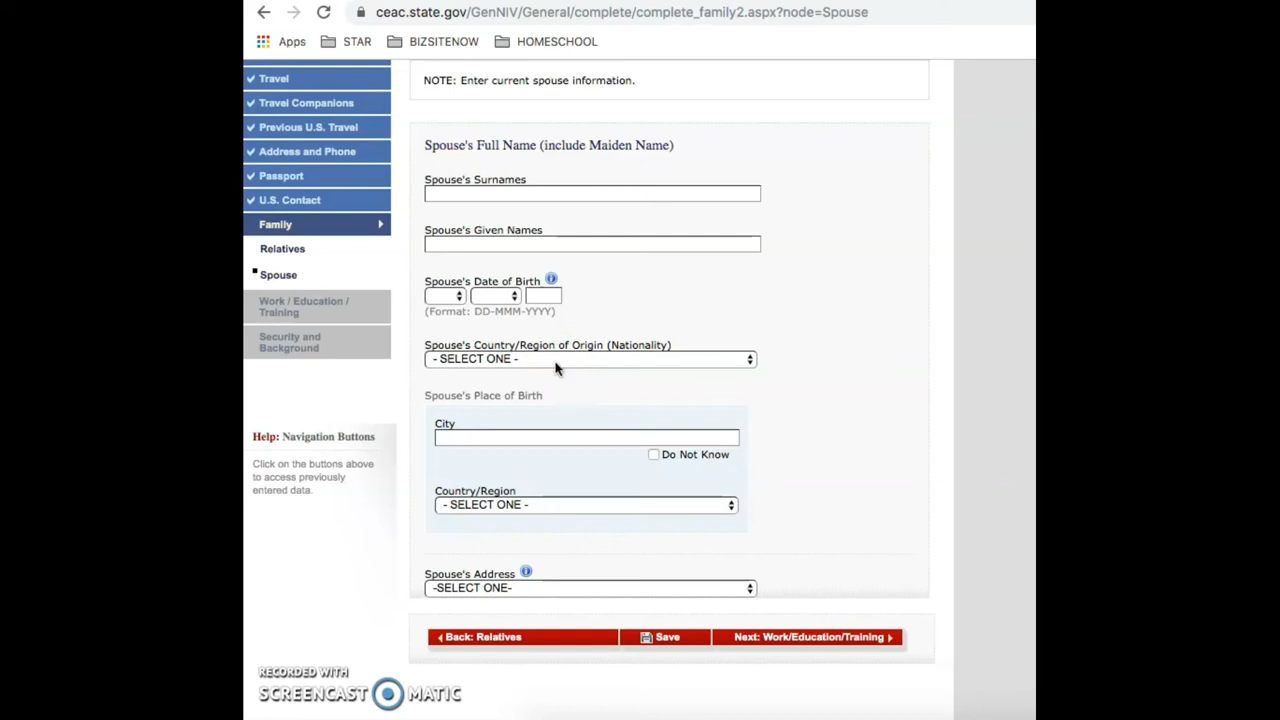 ceac.state.gov/GenNIV/General/complete/complete_family2.aspx?node=Spouse
Apps STAR BIZSITENOW HOMESCHOOL
Travel
Travel Companions
Previous U.S. Travel
Address and Phone
Passport
U.S. Contact
Family
Relatives
Spouse
Work / Education /
Training
Security and
Background
Help: Navigation Buttons
Click on the buttons above
to access previously
entered data.
NOTE: Enter current spouse information.
Spouse's Full Name (include Maiden Name)
Spouse's Surnames
Spouse's Given Names
Spouse's Date of Birth
(Format: DD-MMM-YYYY)
Spouse's Country/Region of Origin (Nationality)
- SELECT ONE -
Spouse's Place of Birth
City
Do Not Know
Country/Region
- SELECT ONE -
Spouse's Address
-SELECT ONE-
Back: Relatives Save Next: Work/Education/Training
RECORDED WITH
SCREENCAST MATIC